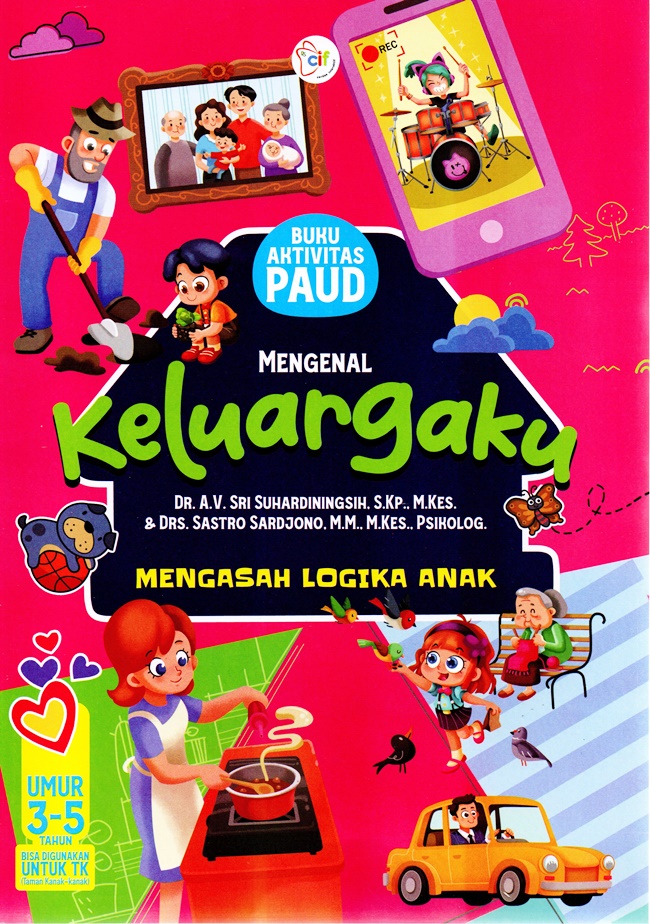 cif
REC
BUKU
AKTIVITAS
PAUD
MENGENAL
Keluargaku
DR. A.V. SRI SUHARDININGSIH, S.KP., M.KES.
& DRS. SASTRO SARDJONO, M.M., M.KES., PSIKOLOG.
MENGASAH LOGIKA ANAK
UMUR
3-5
TAHUN
BISA DIGUNAKAN
UNTUK TK
(Taman Kanak-kanak)